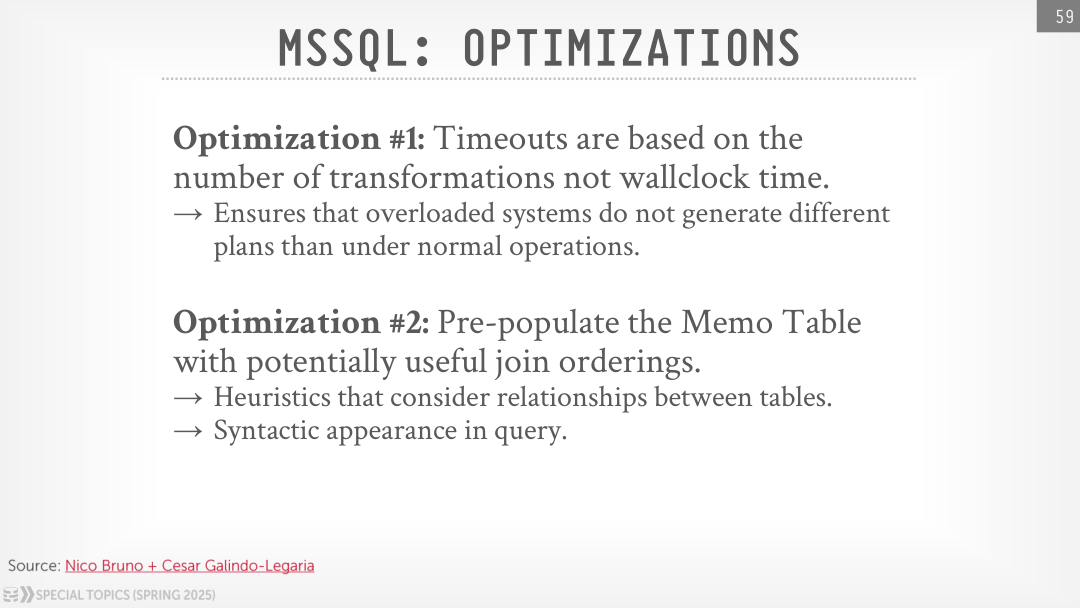 59
MSSQL: OPTIMIZATIONS
Optimization #1: Timeouts are based on the
number of transformations not wallclock time.
→ Ensures that overloaded systems do not generate different
plans than under normal operations.
Optimization #2: Pre-populate the Memo Table
with potentially useful join orderings.
→ Heuristics that consider relationships between tables.
→ Syntactic appearance in query.
Source: Nico Bruno + Cesar Galindo-Legaria
SPECIAL TOPICS (SPRING 2025)